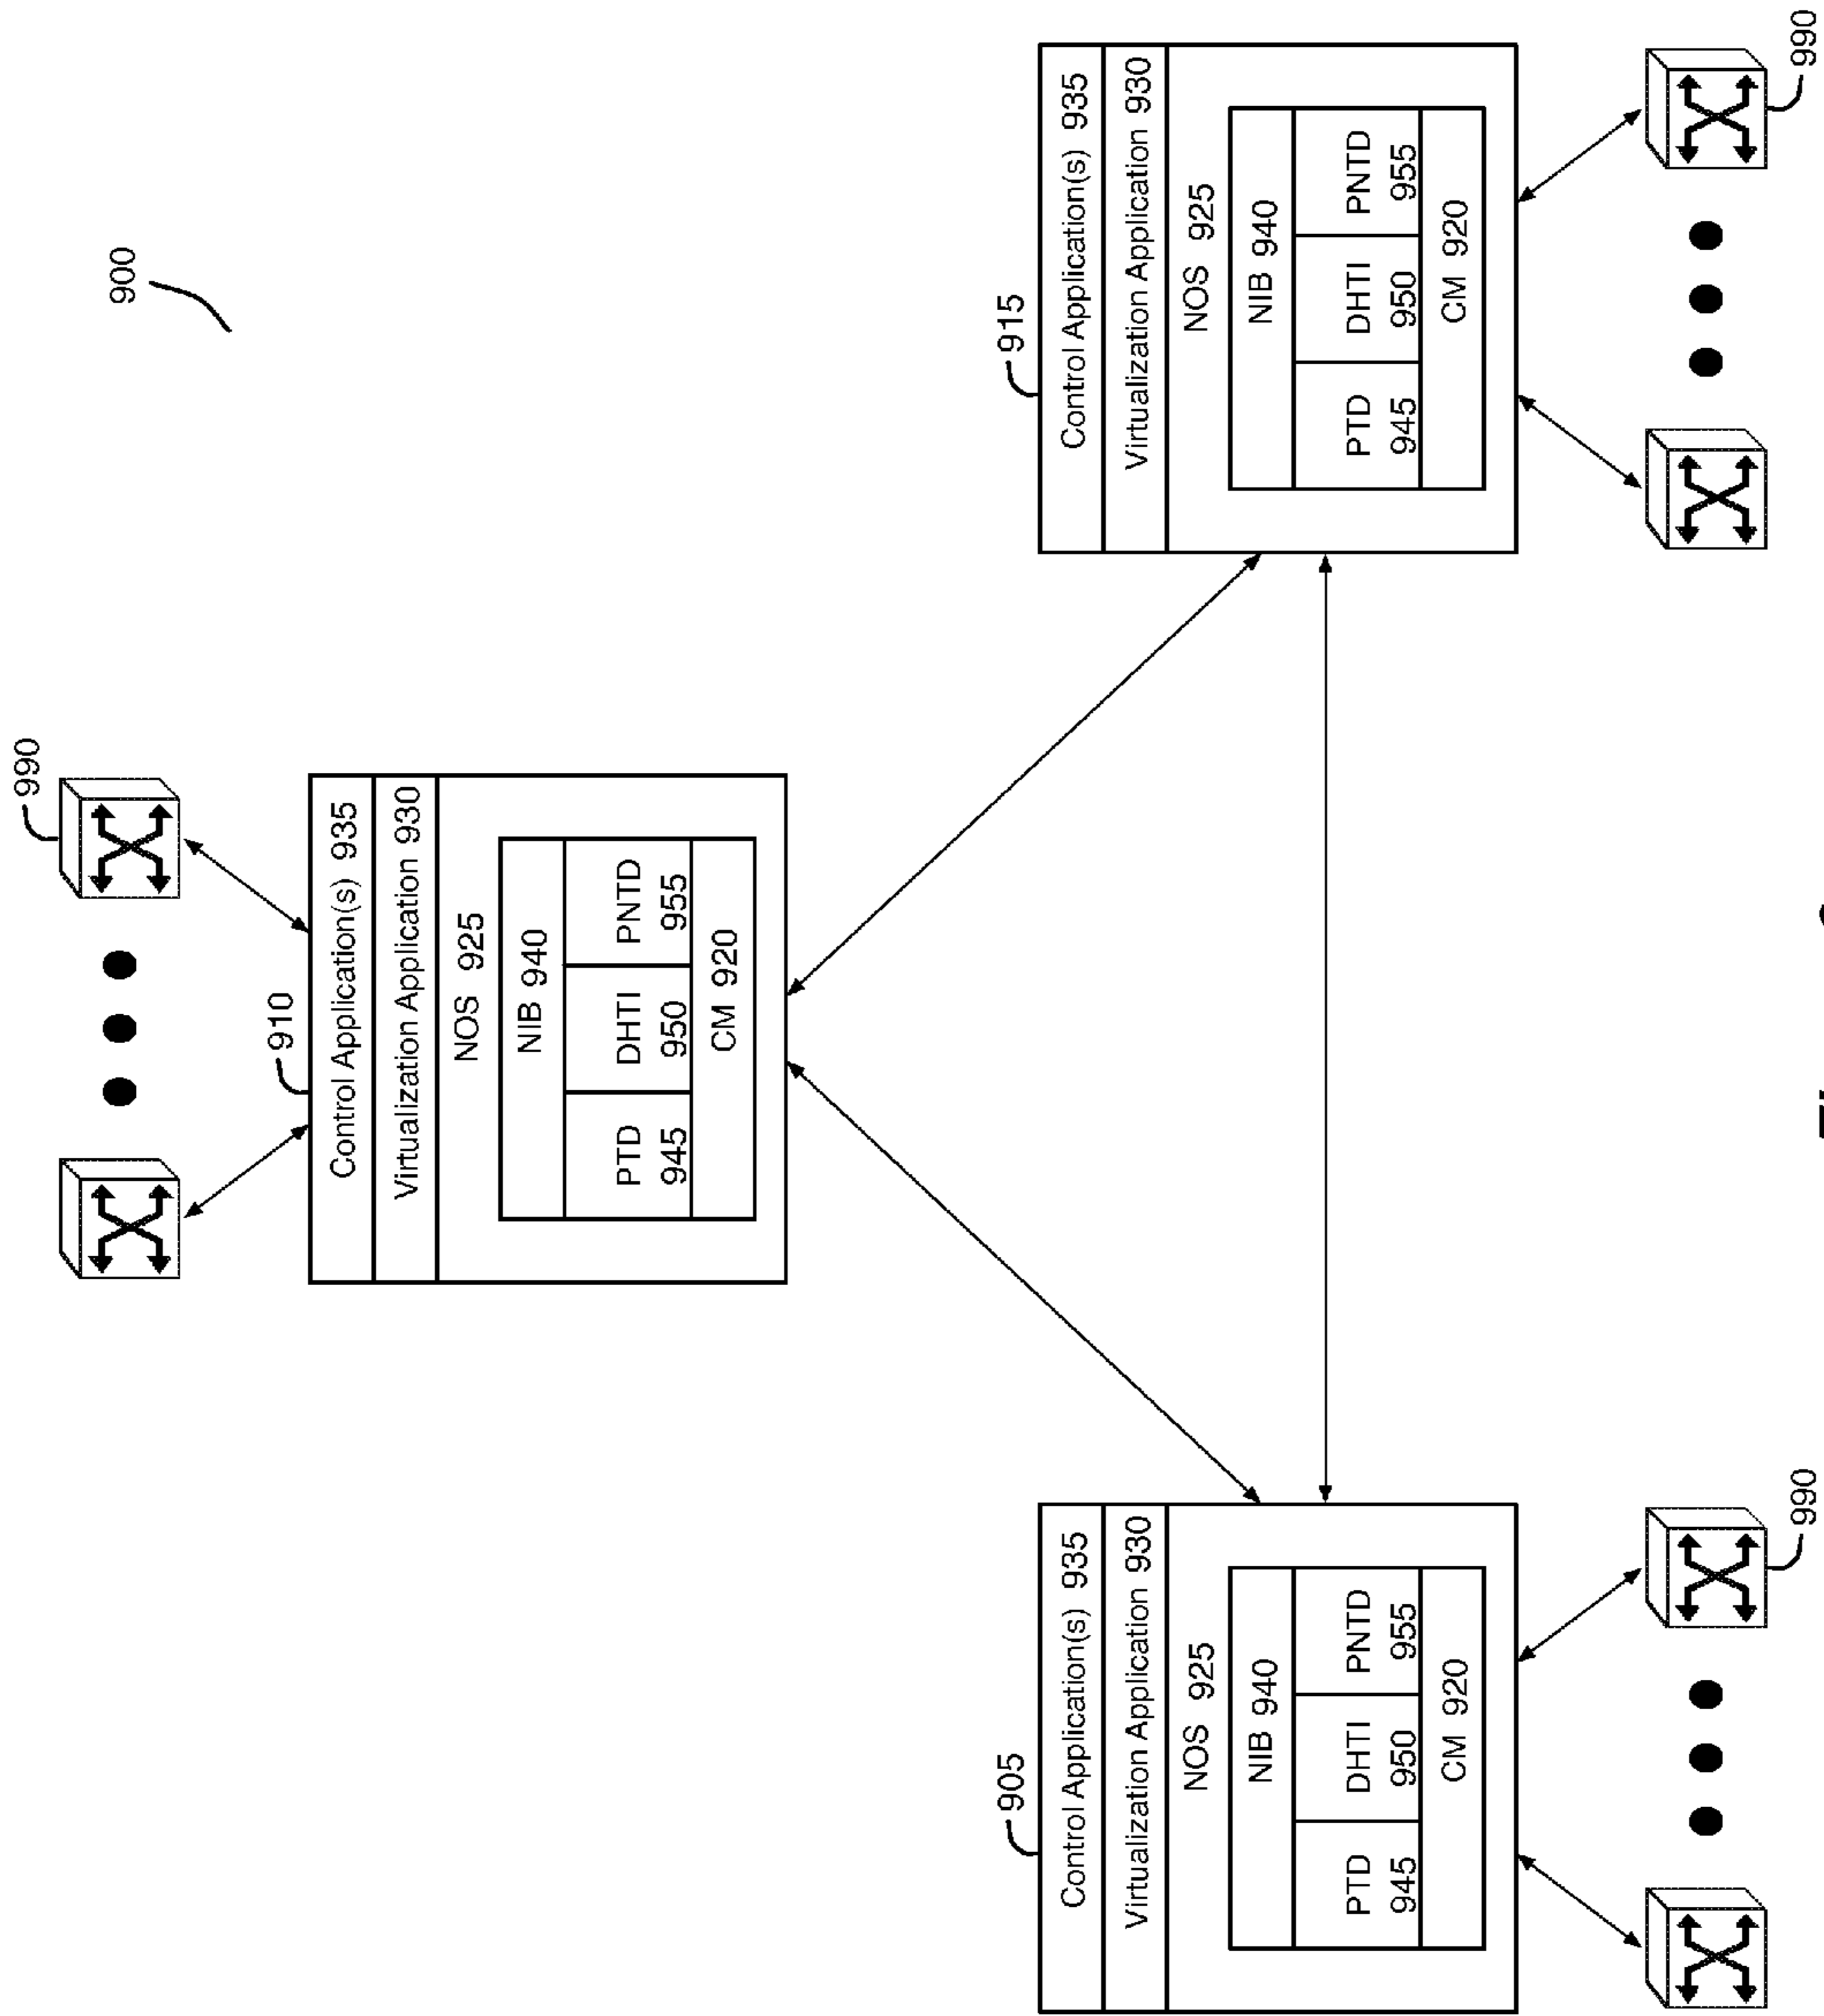 900
990
910
Control Application(s) 935
Virtualization Application 930
NOS 925
NIB 940
PTD 945
DHTI 950
PNTD 955
CM 920
905
Control Application(s) 935
Virtualization Application 930
NOS 925
NIB 940
PTD 945
DHTI 950
PNTD 955
CM 920
990
915
Control Application(s) 935
Virtualization Application 930
NOS 925
NIB 940
PTD 945
DHTI 950
PNTD 955
CM 920
990